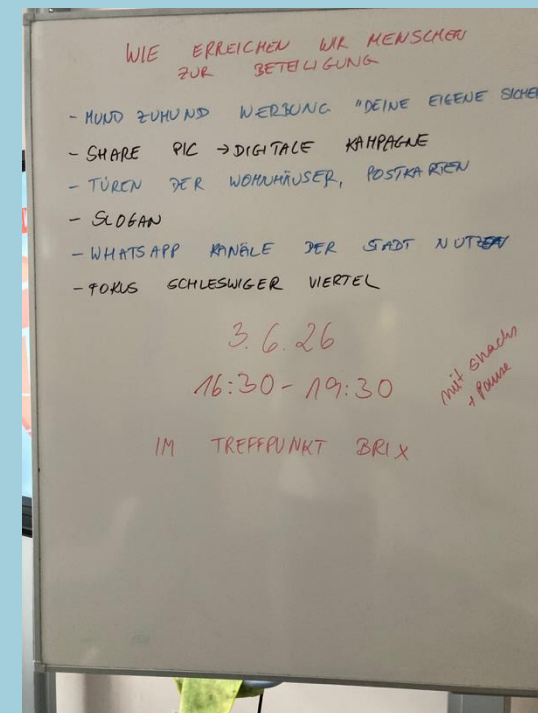 WIE ERREICHEN WIR MENSCHEN
ZUR BETEILIGUNG
- MUND ZUMUND WERBUNG "DEINE EIGENE SICHE
- SHARE PIC → DIGITALE KAMPAGNE
- TÜREN DER WOHNHÄUSER, POSTKARTEN
- SLOGAN
- WHATSAPP KANÄLE DER STADT NUTZEN
- FOKUS SCHLESWIGER VIERTEL
3.6.26
16:30 - 19:30
mit snacks
+ Pause
IM TREFFPUNKT BRIX